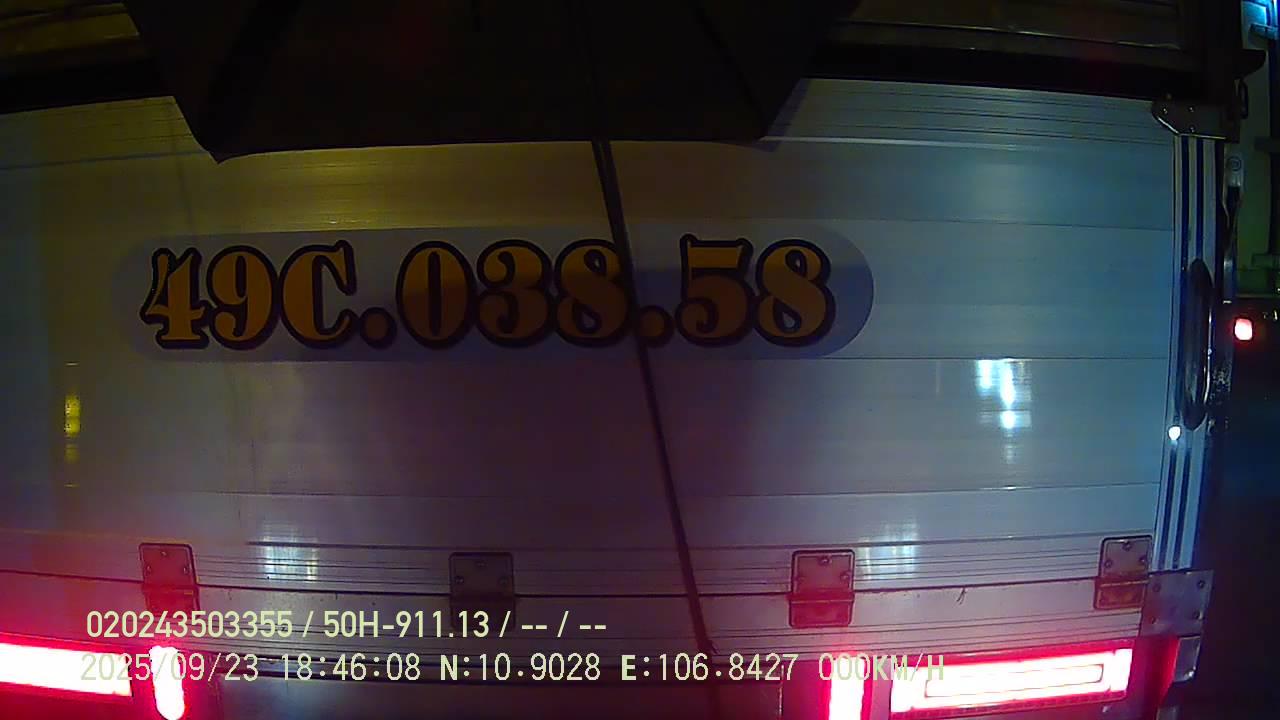 49C.038.58
020243503355 / 50H-911.13 / -- / --
2025/09/23 18:46:08 N:10.9028 E:106.8427 000KM/H